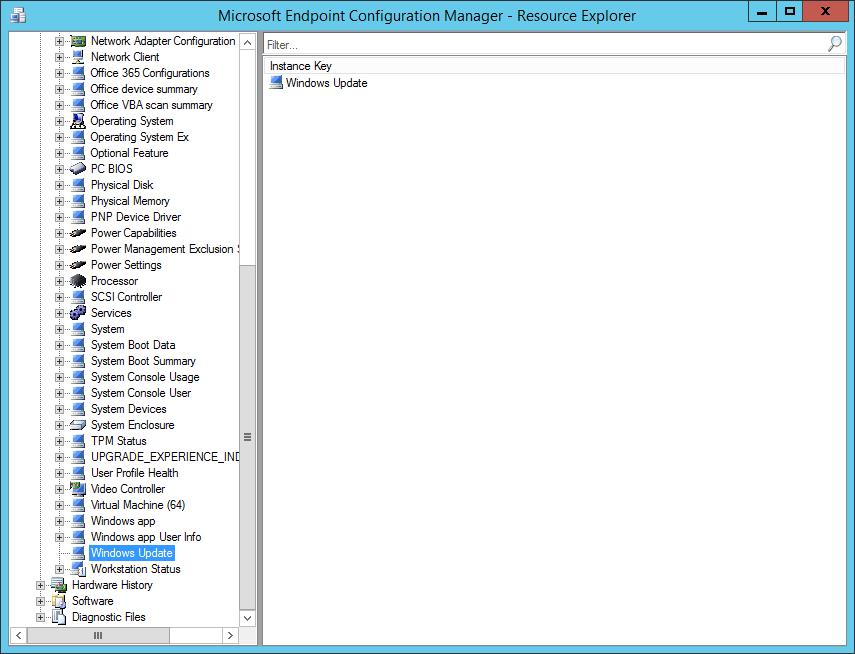 Microsoft Endpoint Configuration Manager - Resource Explorer
Network Adapter Configuration
Network Client
Office 365 Configurations
Office device summary
Office VBA scan summary
Operating System
Operating System Ex
Optional Feature
PC BIOS
Physical Disk
Physical Memory
PNP Device Driver
Power Capabilities
Power Management Exclusion
Power Settings
Processor
SCSI Controller
Services
System
System Boot Data
System Boot Summary
System Console Usage
System Console User
System Devices
System Enclosure
TPM Status
UPGRADE_EXPERIENCE_IND
User Profile Health
Video Controller
Virtual Machine (64)
Windows app
Windows app User Info
Windows Update
Workstation Status
Hardware History
Software
Diagnostic Files
Filter...
Instance Key
Windows Update